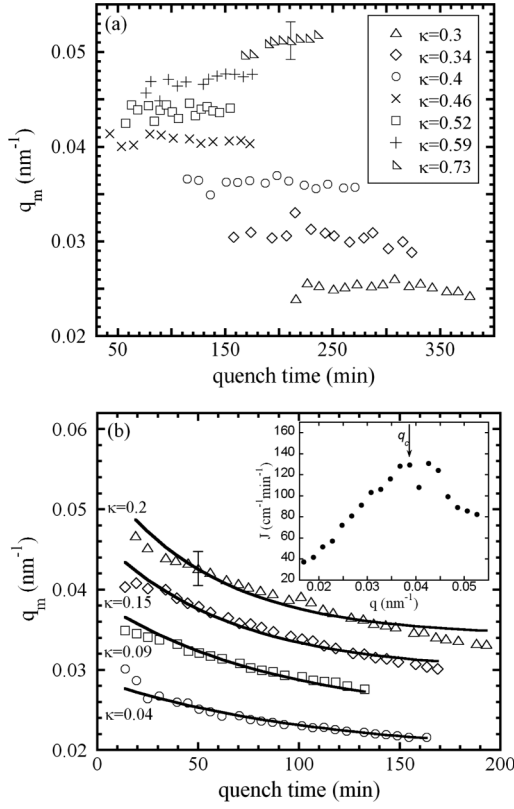 (a)
0.05
0.04
0.03
0.02
q_m (nm⁻¹)
κ=0.3
κ=0.34
κ=0.4
κ=0.46
κ=0.52
κ=0.59
κ=0.73
50 150 250 350
quench time (min)
(b)
0.06
0.05
0.04
0.03
0.02
q_m (nm⁻¹)
κ=0.2
κ=0.15
κ=0.09
κ=0.04
140
120
100
80
60
40
20
J (cm⁻¹min⁻¹)
q_c
0.02 0.03 0.04 0.05
q (nm⁻¹)
0 50 100 150 200
quench time (min)